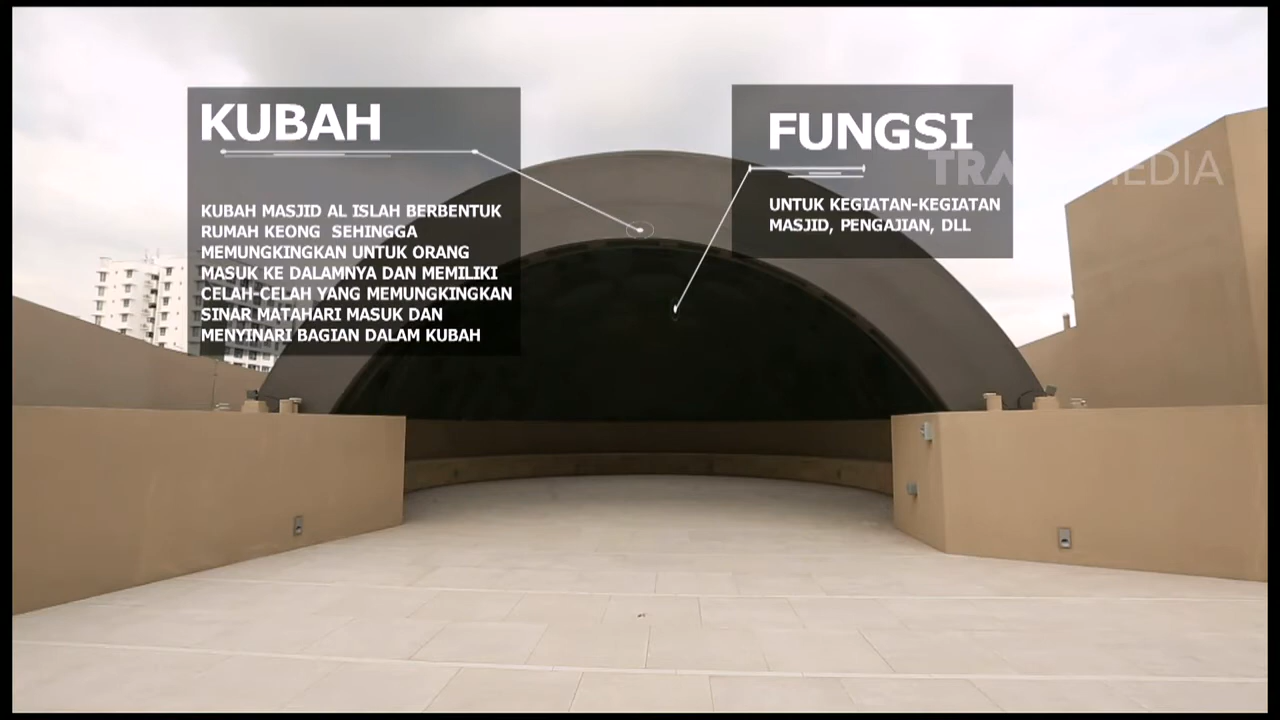 KUBAH
KUBAH MASJID AL ISLAH BERBENTUK
RUMAH KEONG SEHINGGA
MEMUNGKINGKAN UNTUK ORANG
MASUK KE DALAMNYA DAN MEMILIKI
CELAH-CELAH YANG MEMUNGKINGKAN
SINAR MATAHARI MASUK DAN
MENYINARI BAGIAN DALAM KUBAH
FUNGSI
UNTUK KEGIATAN-KEGIATAN
MASJID, PENGAJIAN, DLL